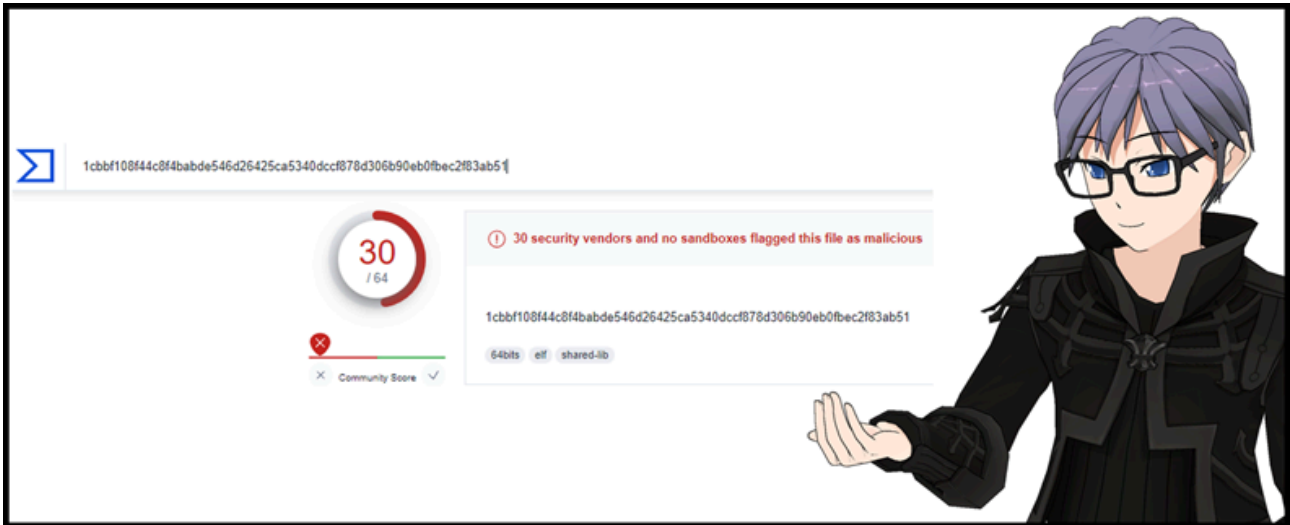 1cbbf108f44c8f4babde546d26425ca5340dccf878d306b90eb0fbec2f83ab51
30
/ 64
30 security vendors and no sandboxes flagged this file as malicious
1cbbf108f44c8f4babde546d26425ca5340dccf878d306b90eb0fbec2f83ab51
64bits elf shared-lib
Community Score